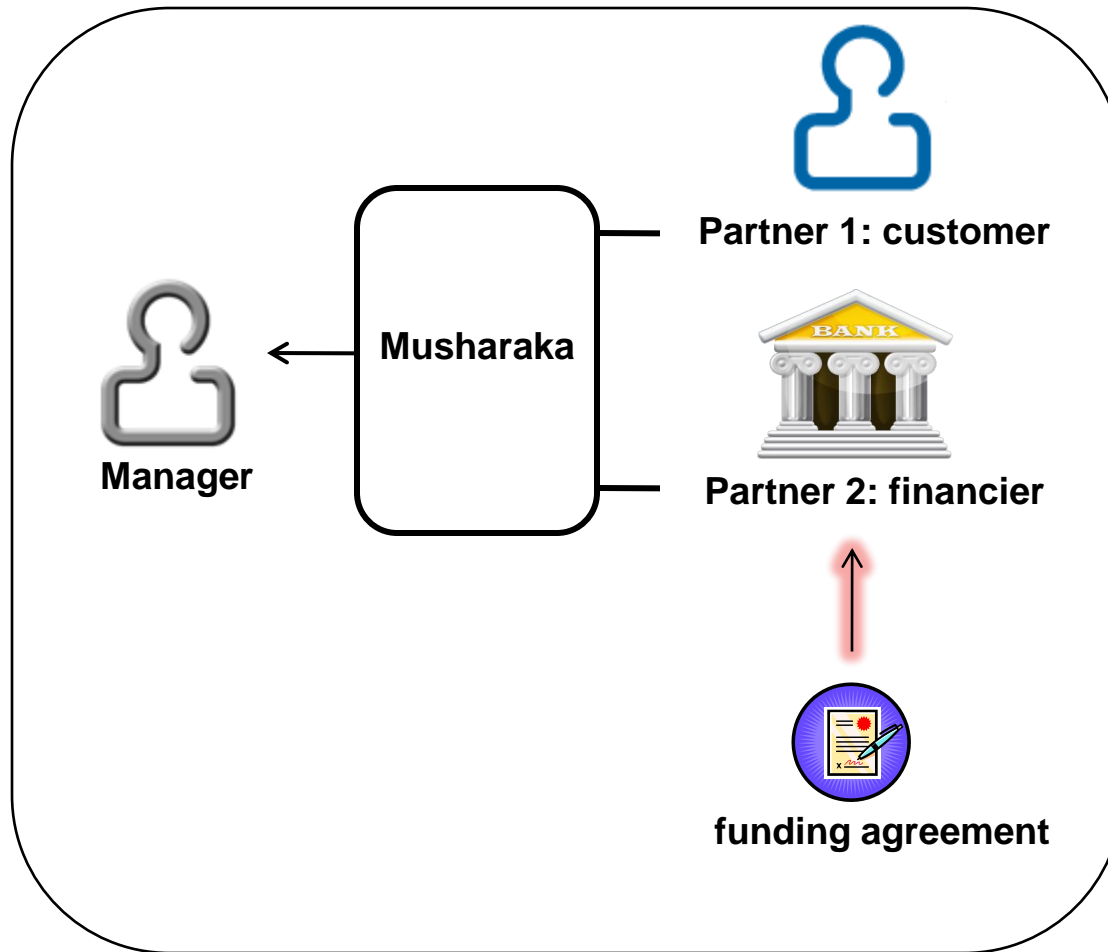 Partner 1: customer
BANK
Musharaka
Manager
Partner 2: financier
x
funding agreement